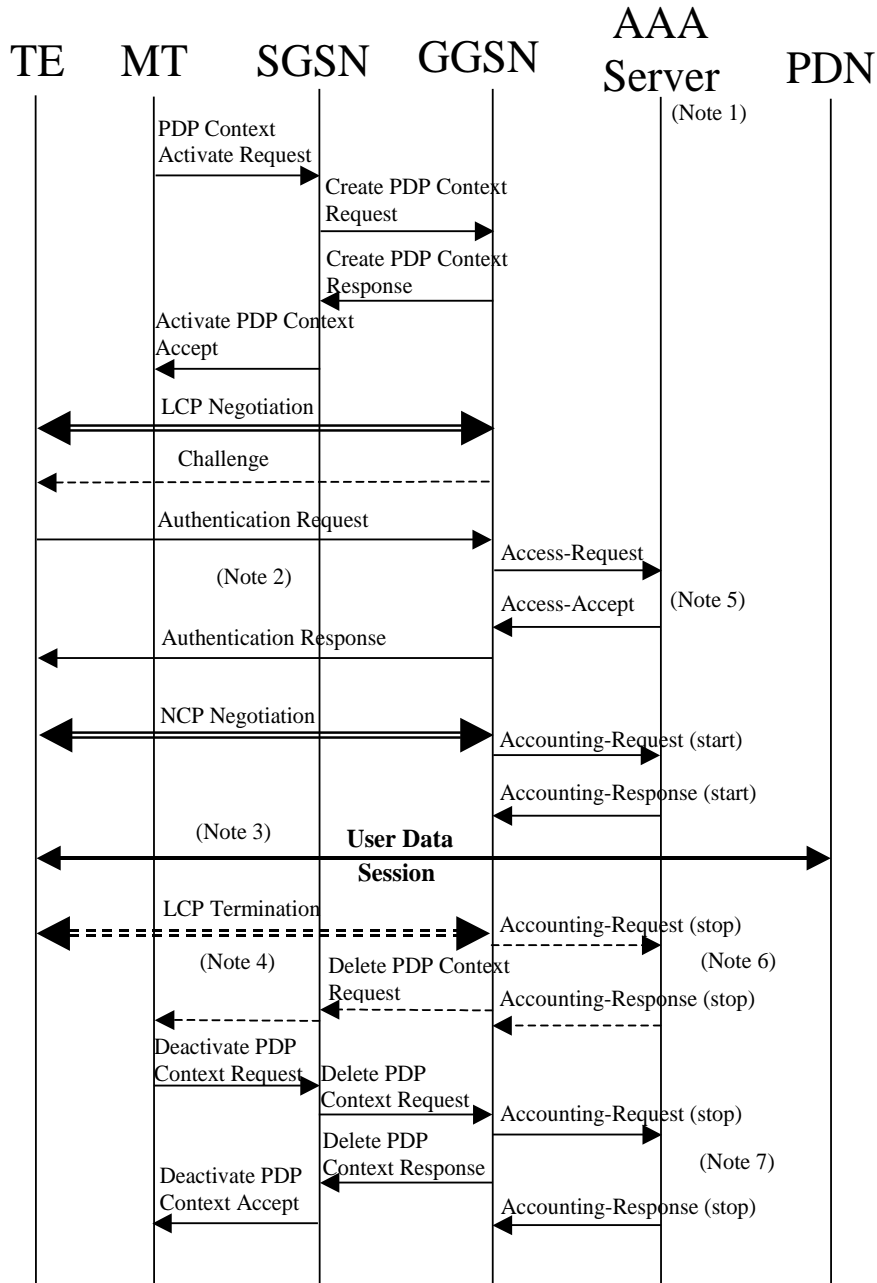 TE MT SGSN GGSN AAA Server PDN
(Note 1)
PDP Context
Activate Request
Create PDP Context
Request
Create PDP Context
Response
Activate PDP Context
Accept
LCP Negotiation
Challenge
Authentication Request
Access-Request
(Note 2)
Access-Accept
(Note 5)
Authentication Response
NCP Negotiation
Accounting-Request (start)
Accounting-Response (start)
(Note 3)
User Data
Session
LCP Termination
Accounting-Request (stop)
(Note 4)
Delete PDP Context
Request
(Note 6)
Accounting-Response (stop)
Deactivate PDP
Context Request
Delete PDP
Context Request
Accounting-Request (stop)
Delete PDP
Context Response
(Note 7)
Deactivate PDP
Context Accept
Accounting-Response (stop)